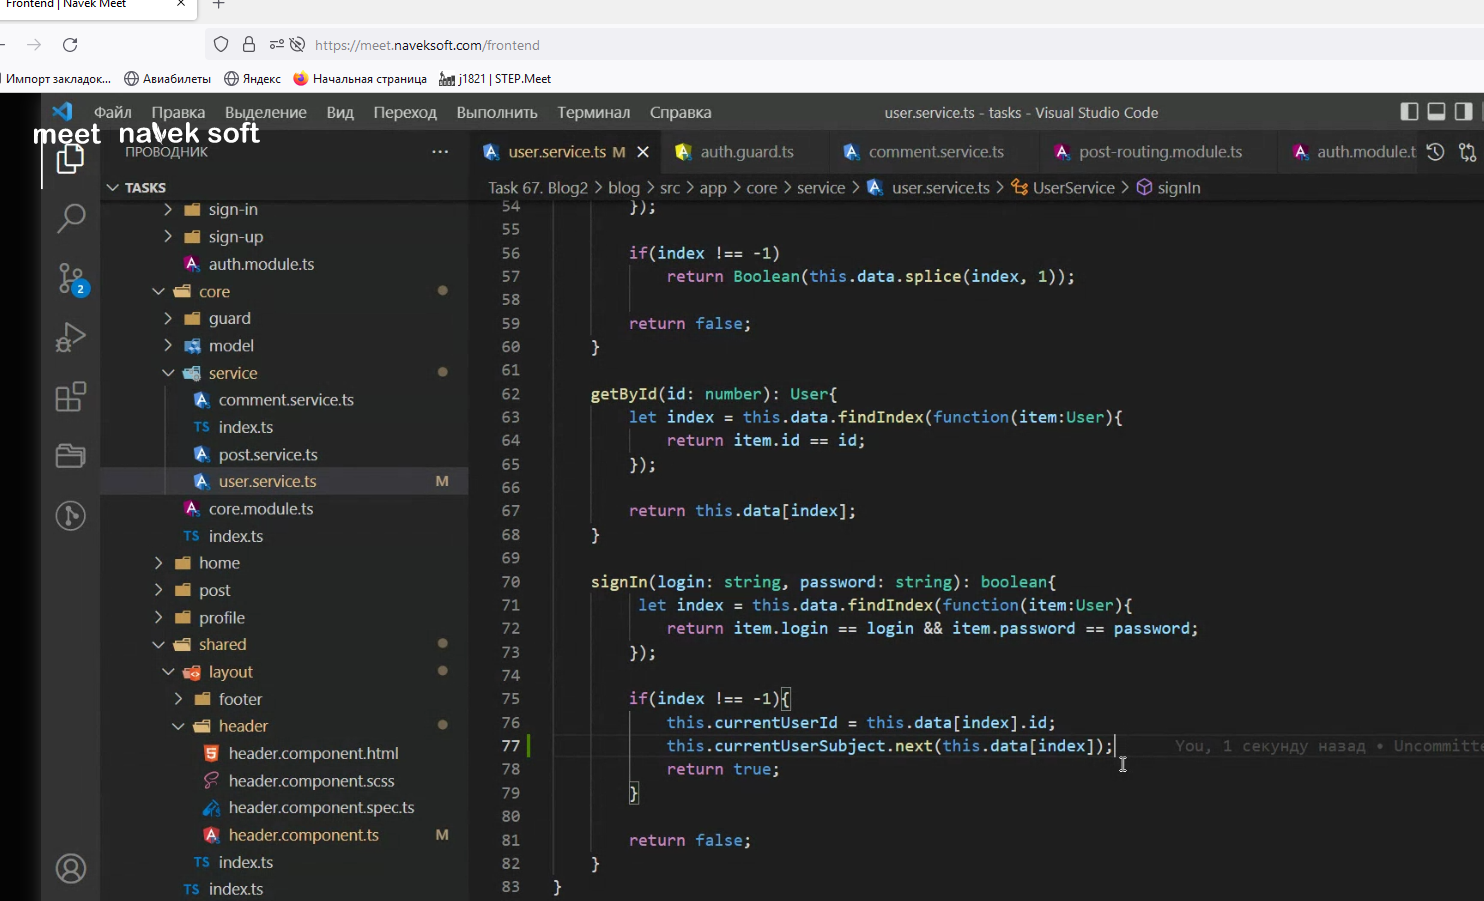 Frontend | Navek Meet
https://meet.naveksoft.com/frontend
Импорт закладок... Авиабилеты Яндекс Начальная страница j1821 | STEP.Meet
Файл Правка Выделение Вид Переход Выполнить Терминал Справка user.service.ts - tasks - Visual Studio Code
meet navek soft
ПРОВОДНИК ...
user.service.ts M auth.guard.ts comment.service.ts post-routing.module.ts auth.module.t
Task 67. Blog2 > blog > src > app > core > service > user.service.ts > UserService > signIn
TASKS
sign-in
sign-up
auth.module.ts
core
guard
model
service
comment.service.ts
TS index.ts
post.service.ts
user.service.ts M
core.module.ts
TS index.ts
home
post
profile
shared
layout
footer
header
header.component.html
header.component.scss
header.component.spec.ts
header.component.ts M
TS index.ts
TS index.ts
2
54 });
55
56 if(index !== -1)
57 return Boolean(this.data.splice(index, 1));
58
59 return false;
60 }
61
62 getById(id: number): User{
63 let index = this.data.findIndex(function(item:User){
64 return item.id == id;
65 });
66
67 return this.data[index];
68 }
69
70 signIn(login: string, password: string): boolean{
71 let index = this.data.findIndex(function(item:User){
72 return item.login == login && item.password == password;
73 });
74
75 if(index !== -1){
76 this.currentUserId = this.data[index].id;
77 this.currentUserSubject.next(this.data[index]); You, 1 секунду назад • Uncommitte
78 return true;
79 }
80
81 return false;
82 }
83 }